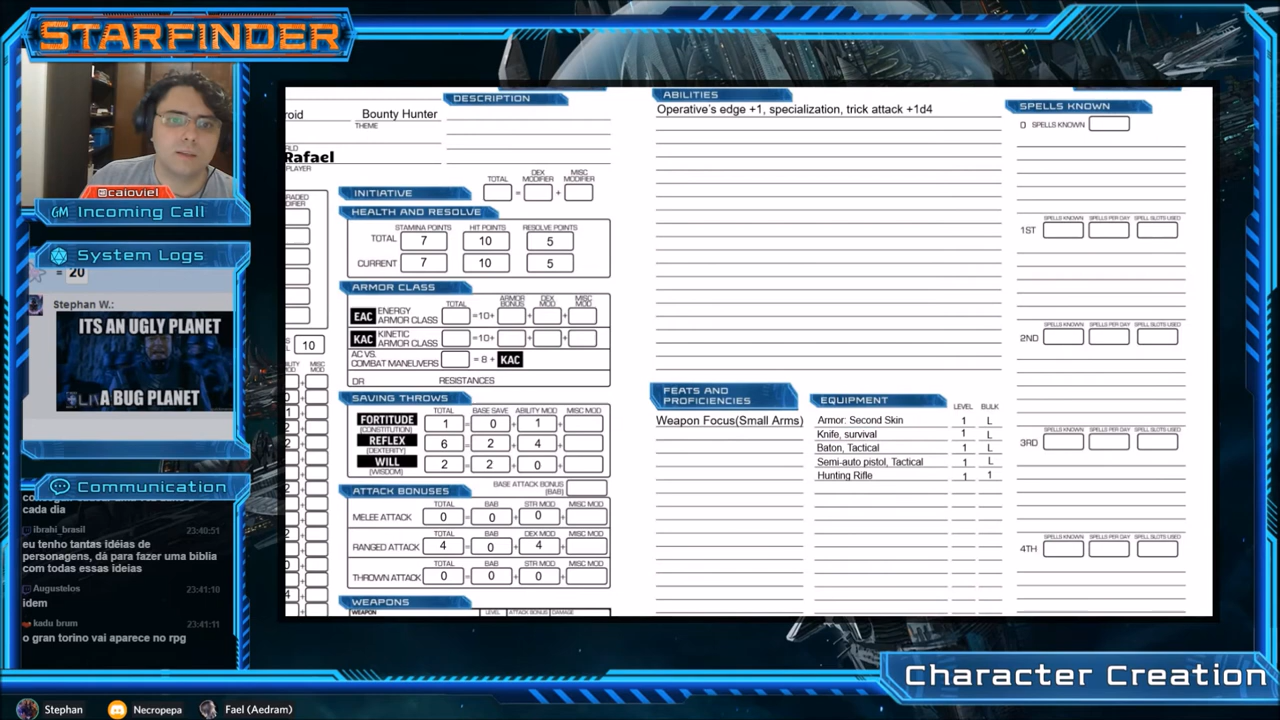 STARFINDER
@caioviel
GM Incoming Call
System Logs
= 20
Stephan W.:
ITS AN UGLY PLANET
A BUG PLANET
Communication
cada dia
ibrahi_brasil 23:40:51
eu tenho tantas idéias de
personagens, dá para fazer uma biblia
com todas essas ideias
Augustelos 23:41:10
idem
kadu brum 23:41:11
o gran torino vai aparece no rpg
roid Bounty Hunter
THEME
RLD
Rafael
PLAYER
DESCRIPTION
INITIATIVE
TOTAL DEX MODIFIER MISC MODIFIER
= +
HEALTH AND RESOLVE
STAMINA POINTS HIT POINTS RESOLVE POINTS
TOTAL 7 10 5
CURRENT 7 10 5
ARMOR CLASS
TOTAL ARMOR BONUS DEX MOD MISC MOD
EAC ENERGY ARMOR CLASS =10+ + +
KAC KINETIC ARMOR CLASS =10+ + +
AC VS. COMBAT MANEUVERS = 8 + KAC
DR RESISTANCES
10
SAVING THROWS
TOTAL BASE SAVE ABILITY MOD MISC MOD
FORTITUDE (CONSTITUTION) 1 = 0 + 1 +
REFLEX (DEXTERITY) 6 = 2 + 4 +
WILL (WISDOM) 2 = 2 + 0 +
ATTACK BONUSES
BASE ATTACK BONUS (BAB)
TOTAL BAB STR MOD MISC MOD
MELEE ATTACK 0 = 0 + 0 +
TOTAL BAB DEX MOD MISC MOD
RANGED ATTACK 4 = 0 + 4 +
TOTAL BAB STR MOD MISC MOD
THROWN ATTACK 0 = 0 + 0 +
WEAPONS
WEAPON LEVEL ATTACK BONUS DAMAGE
ABILITIES
Operative's edge +1, specialization, trick attack +1d4
FEATS AND PROFICIENCIES
Weapon Focus(Small Arms)
EQUIPMENT LEVEL BULK
Armor: Second Skin 1 L
Knife, survival 1 L
Baton, Tactical 1 L
Semi-auto pistol, Tactical 1 L
Hunting Rifle 1 1
SPELLS KNOWN
0 SPELLS KNOWN
SPELLS KNOWN SPELLS PER DAY SPELL SLOTS USED
1ST
SPELLS KNOWN SPELLS PER DAY SPELL SLOTS USED
2ND
SPELLS KNOWN SPELLS PER DAY SPELL SLOTS USED
3RD
SPELLS KNOWN SPELLS PER DAY SPELL SLOTS USED
4TH
Character Creation
Stephan
Necropepa
Fael (Aedram)